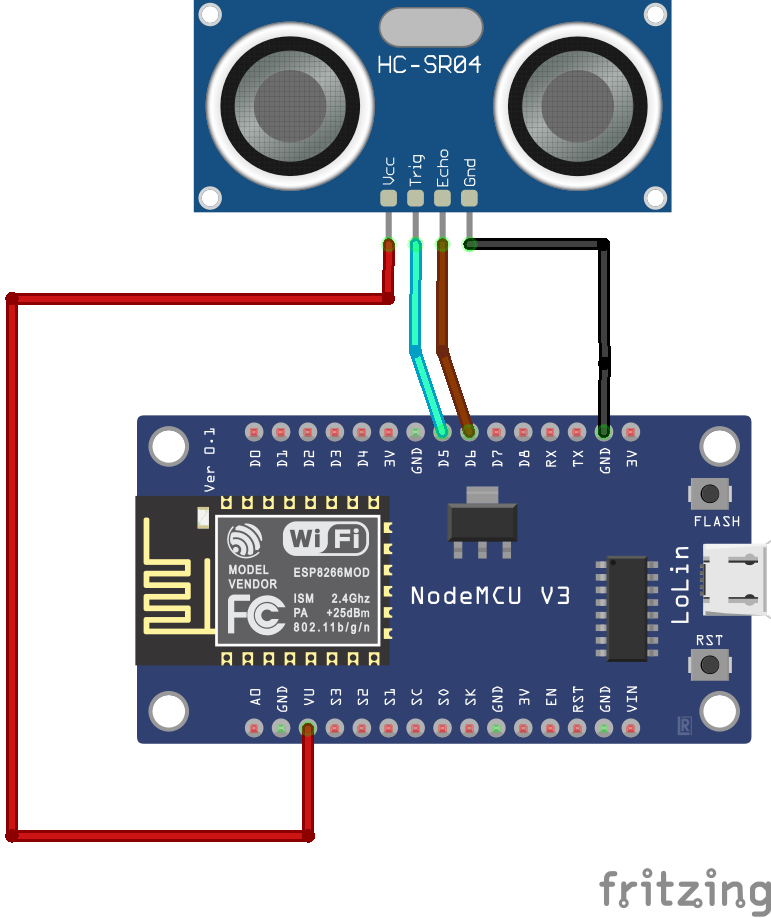 HC-SR04
Vcc Trig Echo Gnd
Ver 0.1
D0 D1 D2 D3 D4 3V GND D5 D6 D7 D8 RX TX GND 3V
FLASH
WiFi
MODEL
VENDOR
ESP8266MOD
FC
ISM 2.4Ghz
PA +25dBm
802.11b/g/n
NodeMCU V3
LoLin
RST
A0 GND VU S3 S2 S1 SC S0 SK GND 3V EN RST GND VIN
R
fritzing